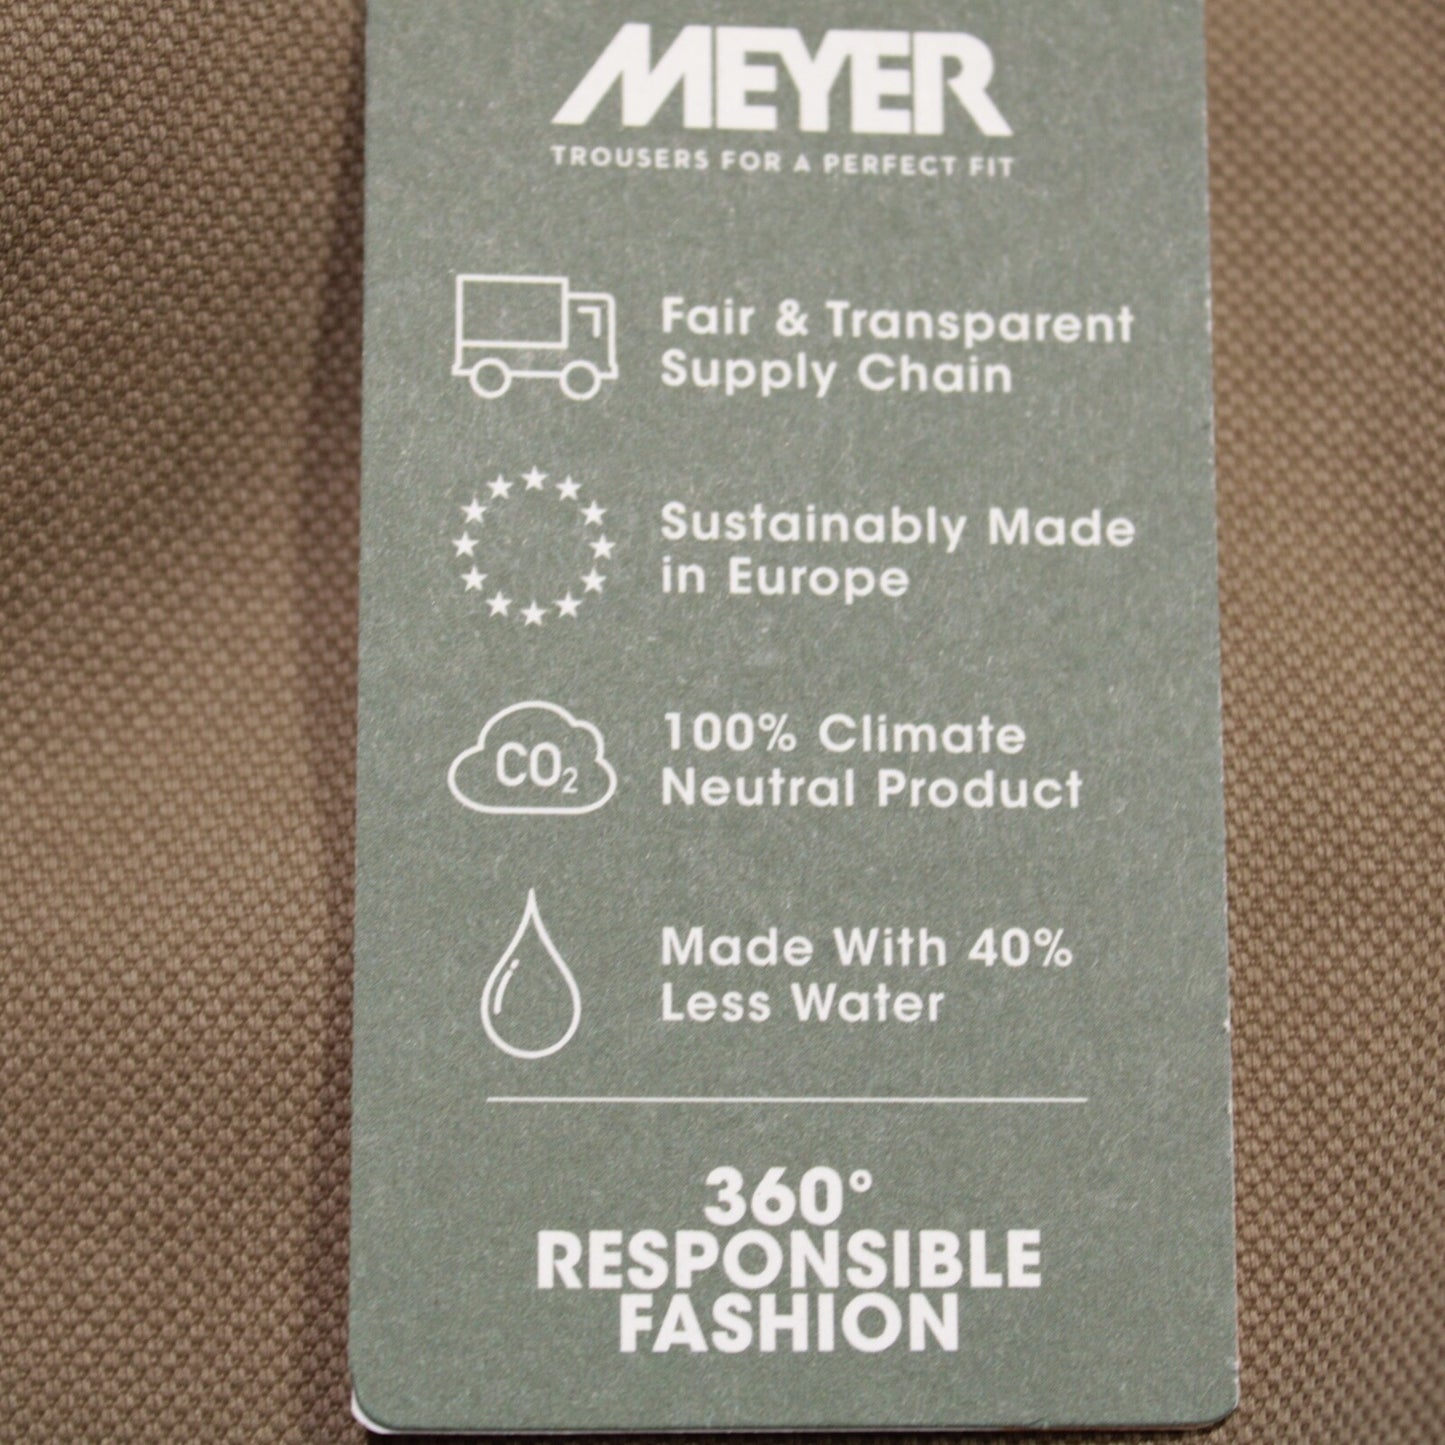 MEYER
TROUSERS FOR A PERFECT FIT
Fair & Transparent
Supply Chain
Sustainably Made
in Europe
CO₂
100% Climate
Neutral Product
Made With 40%
Less Water
360°
RESPONSIBLE
FASHION